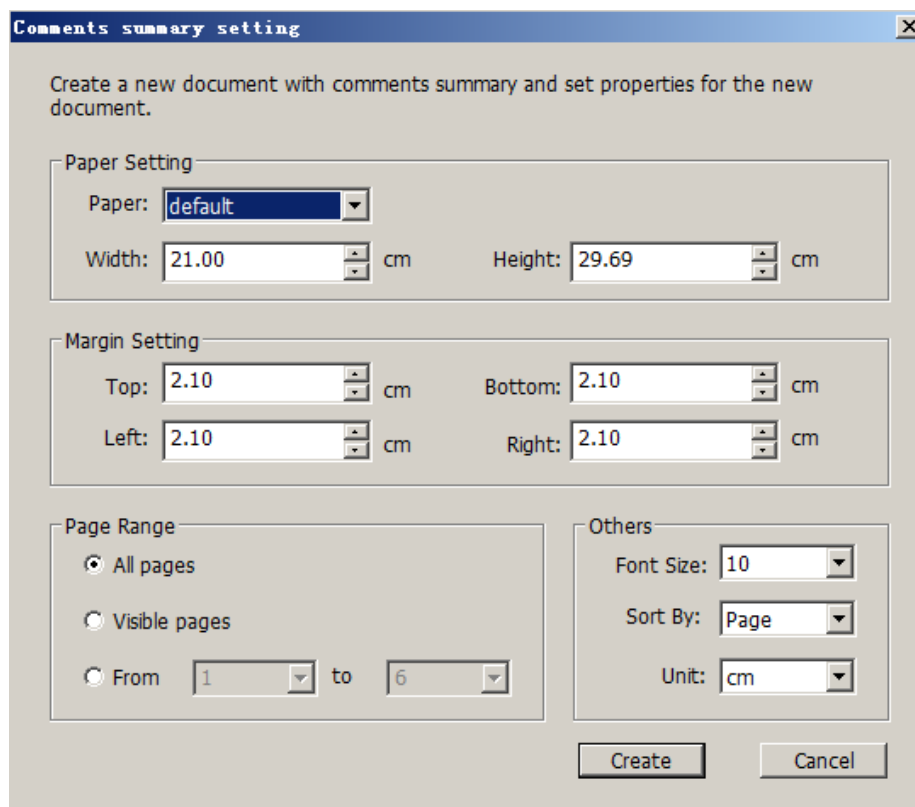 Comments summary setting
Create a new document with comments summary and set properties for the new
document.
Paper Setting
Paper: default
Width: 21.00 cm Height: 29.69 cm
Margin Setting
Top: 2.10 cm Bottom: 2.10 cm
Left: 2.10 cm Right: 2.10 cm
Page Range
All pages
Visible pages
From 1 to 6
Others
Font Size: 10
Sort By: Page
Unit: cm
Create Cancel